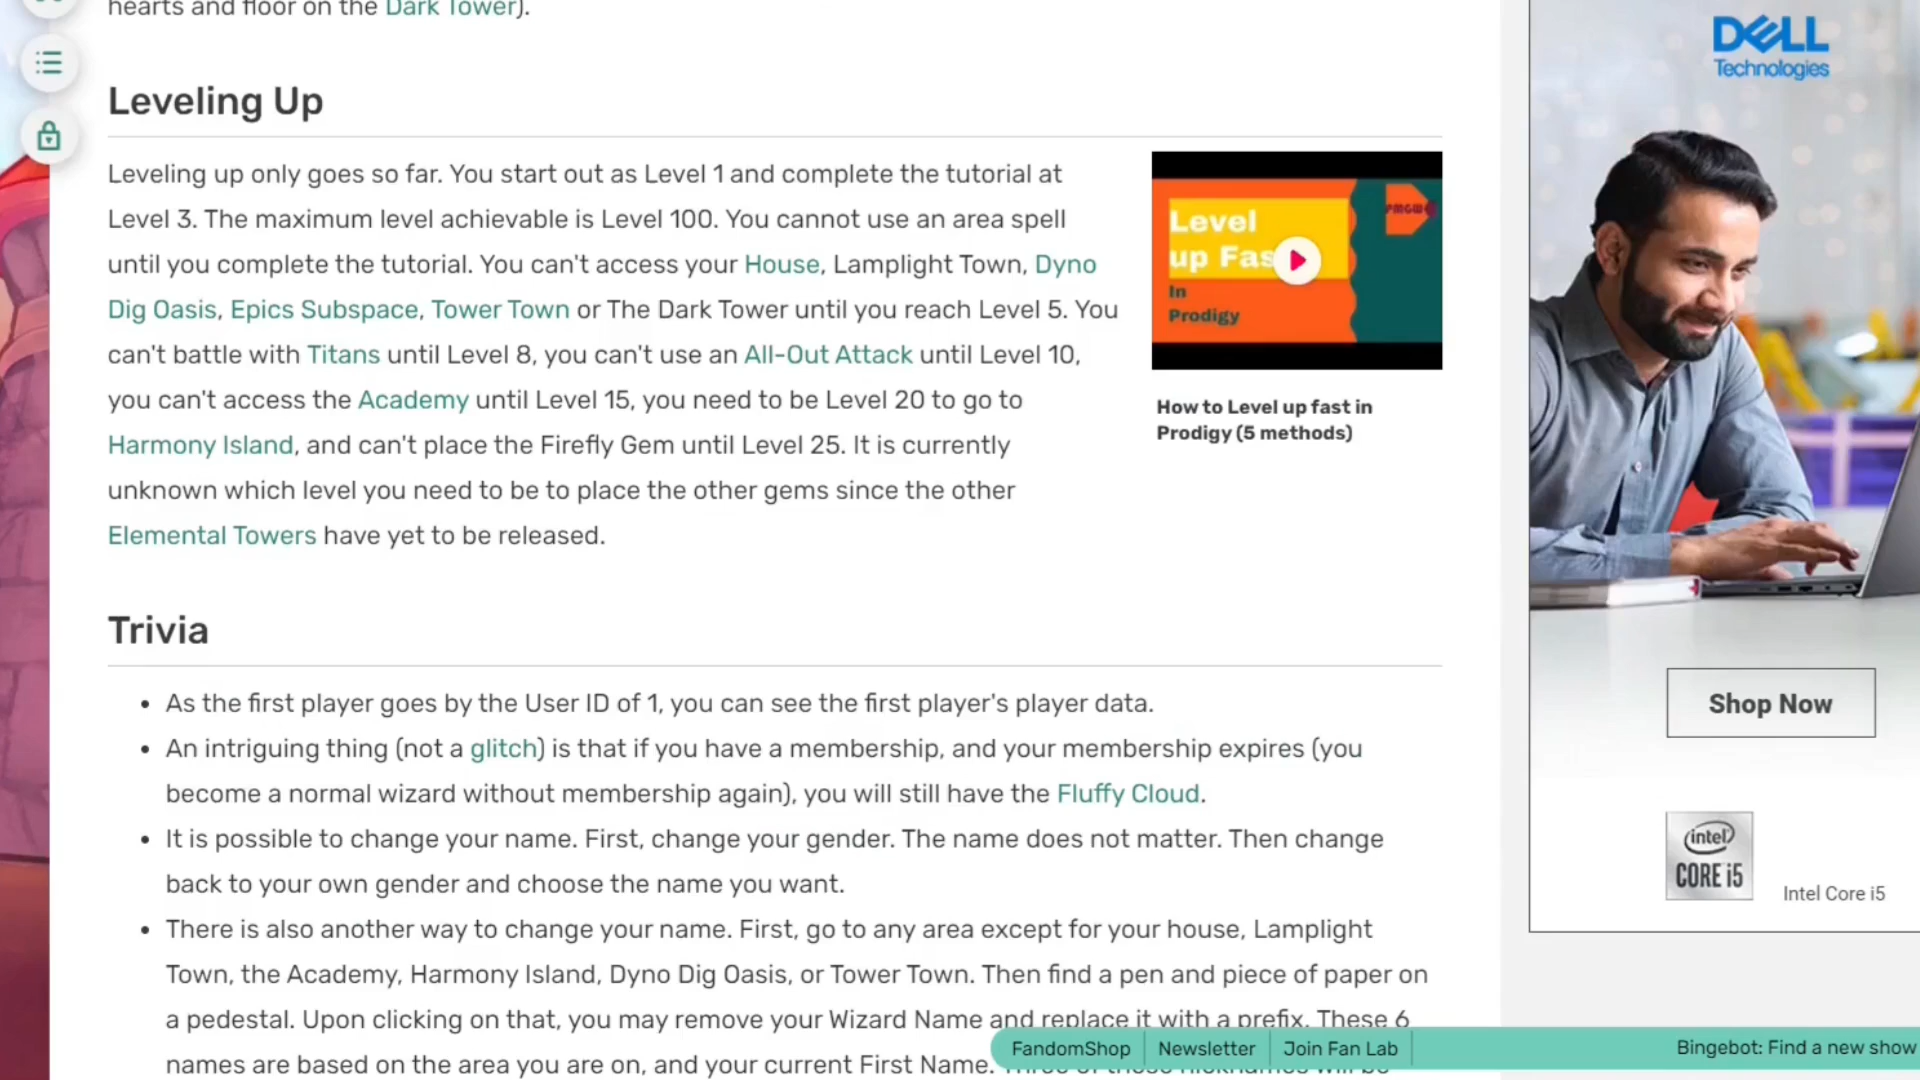 hearts and floor on the Dark Tower).
Leveling Up
Leveling up only goes so far. You start out as Level 1 and complete the tutorial at
Level 3. The maximum level achievable is Level 100. You cannot use an area spell
until you complete the tutorial. You can't access your House, Lamplight Town, Dyno
Dig Oasis, Epics Subspace, Tower Town or The Dark Tower until you reach Level 5. You
can't battle with Titans until Level 8, you can't use an All-Out Attack until Level 10,
you can't access the Academy until Level 15, you need to be Level 20 to go to
Harmony Island, and can't place the Firefly Gem until Level 25. It is currently
unknown which level you need to be to place the other gems since the other
Elemental Towers have yet to be released.
Level
up Fas
In
Prodigy
How to Level up fast in
Prodigy (5 methods)
Trivia
• As the first player goes by the User ID of 1, you can see the first player's player data.
• An intriguing thing (not a glitch) is that if you have a membership, and your membership expires (you
become a normal wizard without membership again), you will still have the Fluffy Cloud.
• It is possible to change your name. First, change your gender. The name does not matter. Then change
back to your own gender and choose the name you want.
• There is also another way to change your name. First, go to any area except for your house, Lamplight
Town, the Academy, Harmony Island, Dyno Dig Oasis, or Tower Town. Then find a pen and piece of paper on
a pedestal. Upon clicking on that, you may remove your Wizard Name and replace it with a prefix. These 6
names are based on the area you are on, and your current First Name. Three of these nicknames will be
FandomShop
Newsletter
Join Fan Lab
Bingebot: Find a new show
DELL
Technologies
Shop Now
intel
CORE i5
Intel Core i5